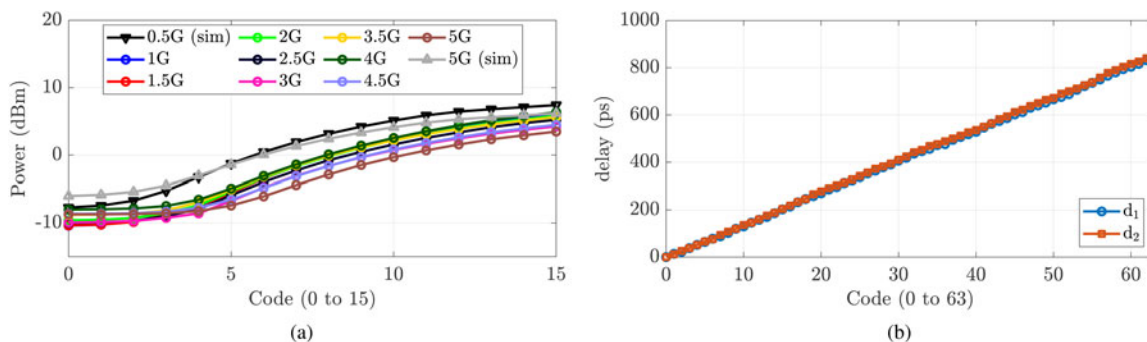 20
10
0
-10
Power (dBm)
0.5G (sim) 2G 3.5G 5G
1G 2.5G 4G 5G (sim)
1.5G 3G 4.5G
0 5 10 15
Code (0 to 15)
(a)
1000
800
600
400
200
0
delay (ps)
d1
d2
0 10 20 30 40 50 60
Code (0 to 63)
(b)